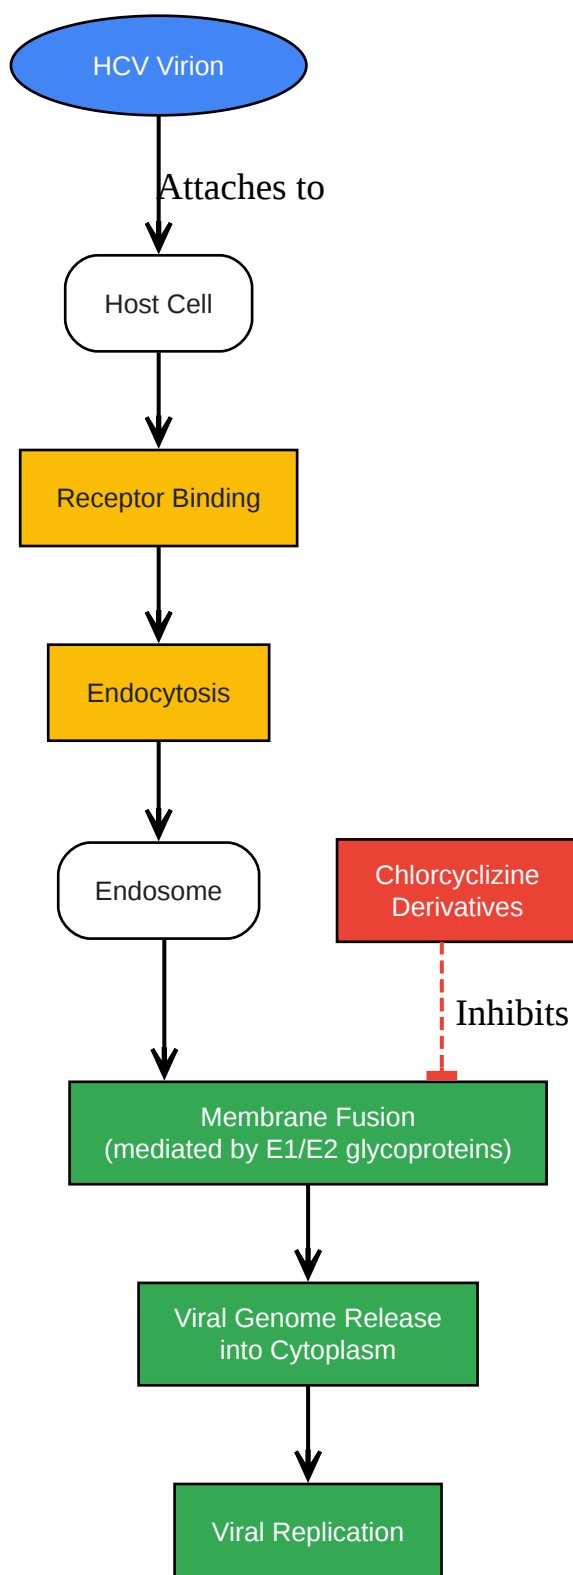 HCV Virion
Attaches to
Host Cell
Receptor Binding
Endocytosis
Endosome
Chlorcyclizine
Derivatives
Inhibits
Membrane Fusion
(mediated by E1/E2 glycoproteins)
Viral Genome Release
into Cytoplasm
Viral Replication